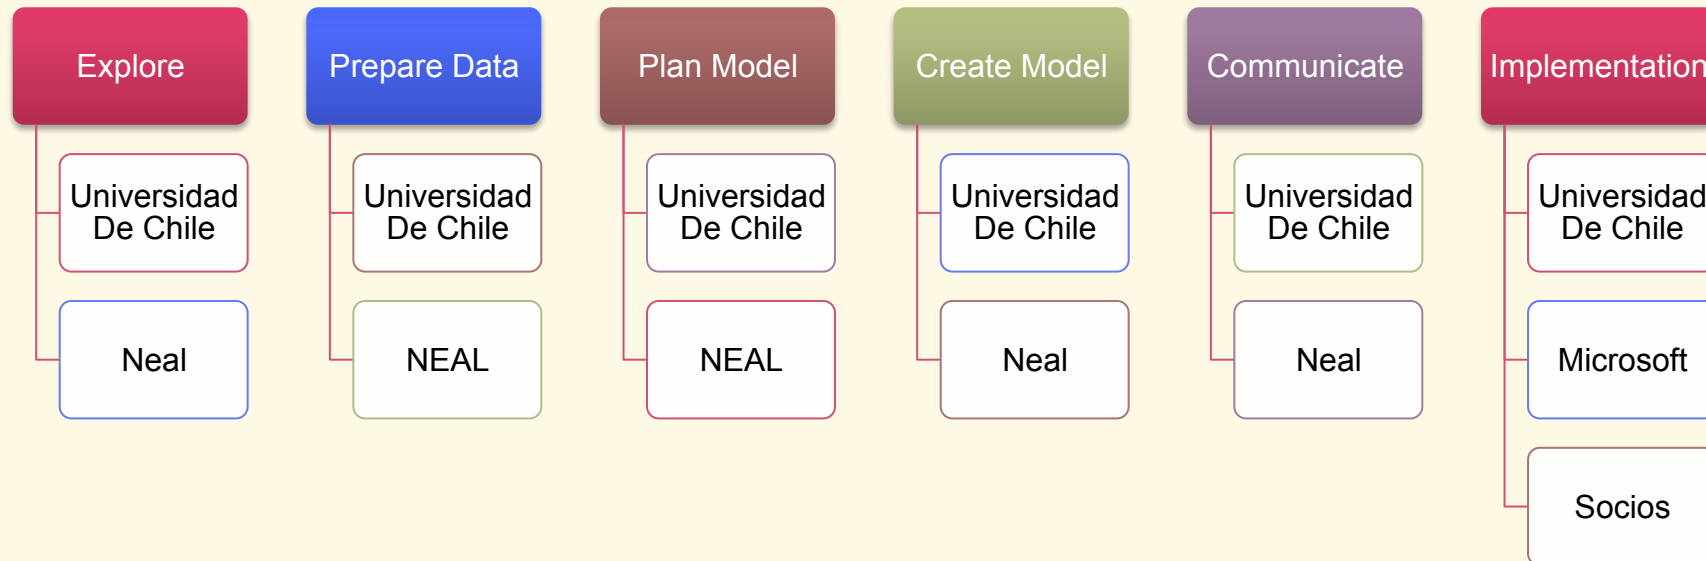 Explore
Prepare Data
Plan Model
Create Model
Communicate
Implementation
Universidad
De Chile
Universidad
De Chile
Universidad
De Chile
Universidad
De Chile
Universidad
De Chile
Universidad
De Chile
Neal
NEAL
NEAL
Neal
Neal
Microsoft
Socios